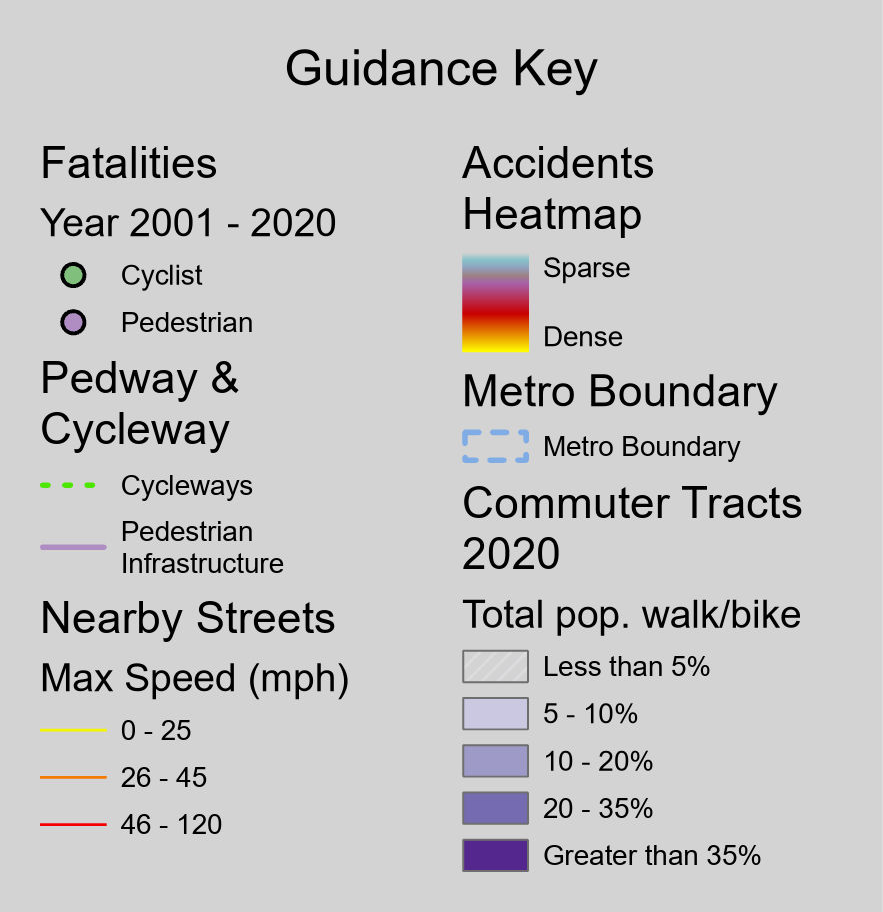 Guidance Key
Fatalities
Year 2001 - 2020
Cyclist
Pedestrian
Pedway &
Cycleway
Cycleways
Pedestrian
Infrastructure
Nearby Streets
Max Speed (mph)
0 - 25
26 - 45
46 - 120
Accidents
Heatmap
Sparse
Dense
Metro Boundary
Metro Boundary
Commuter Tracts
2020
Total pop. walk/bike
Less than 5%
5 - 10%
10 - 20%
20 - 35%
Greater than 35%